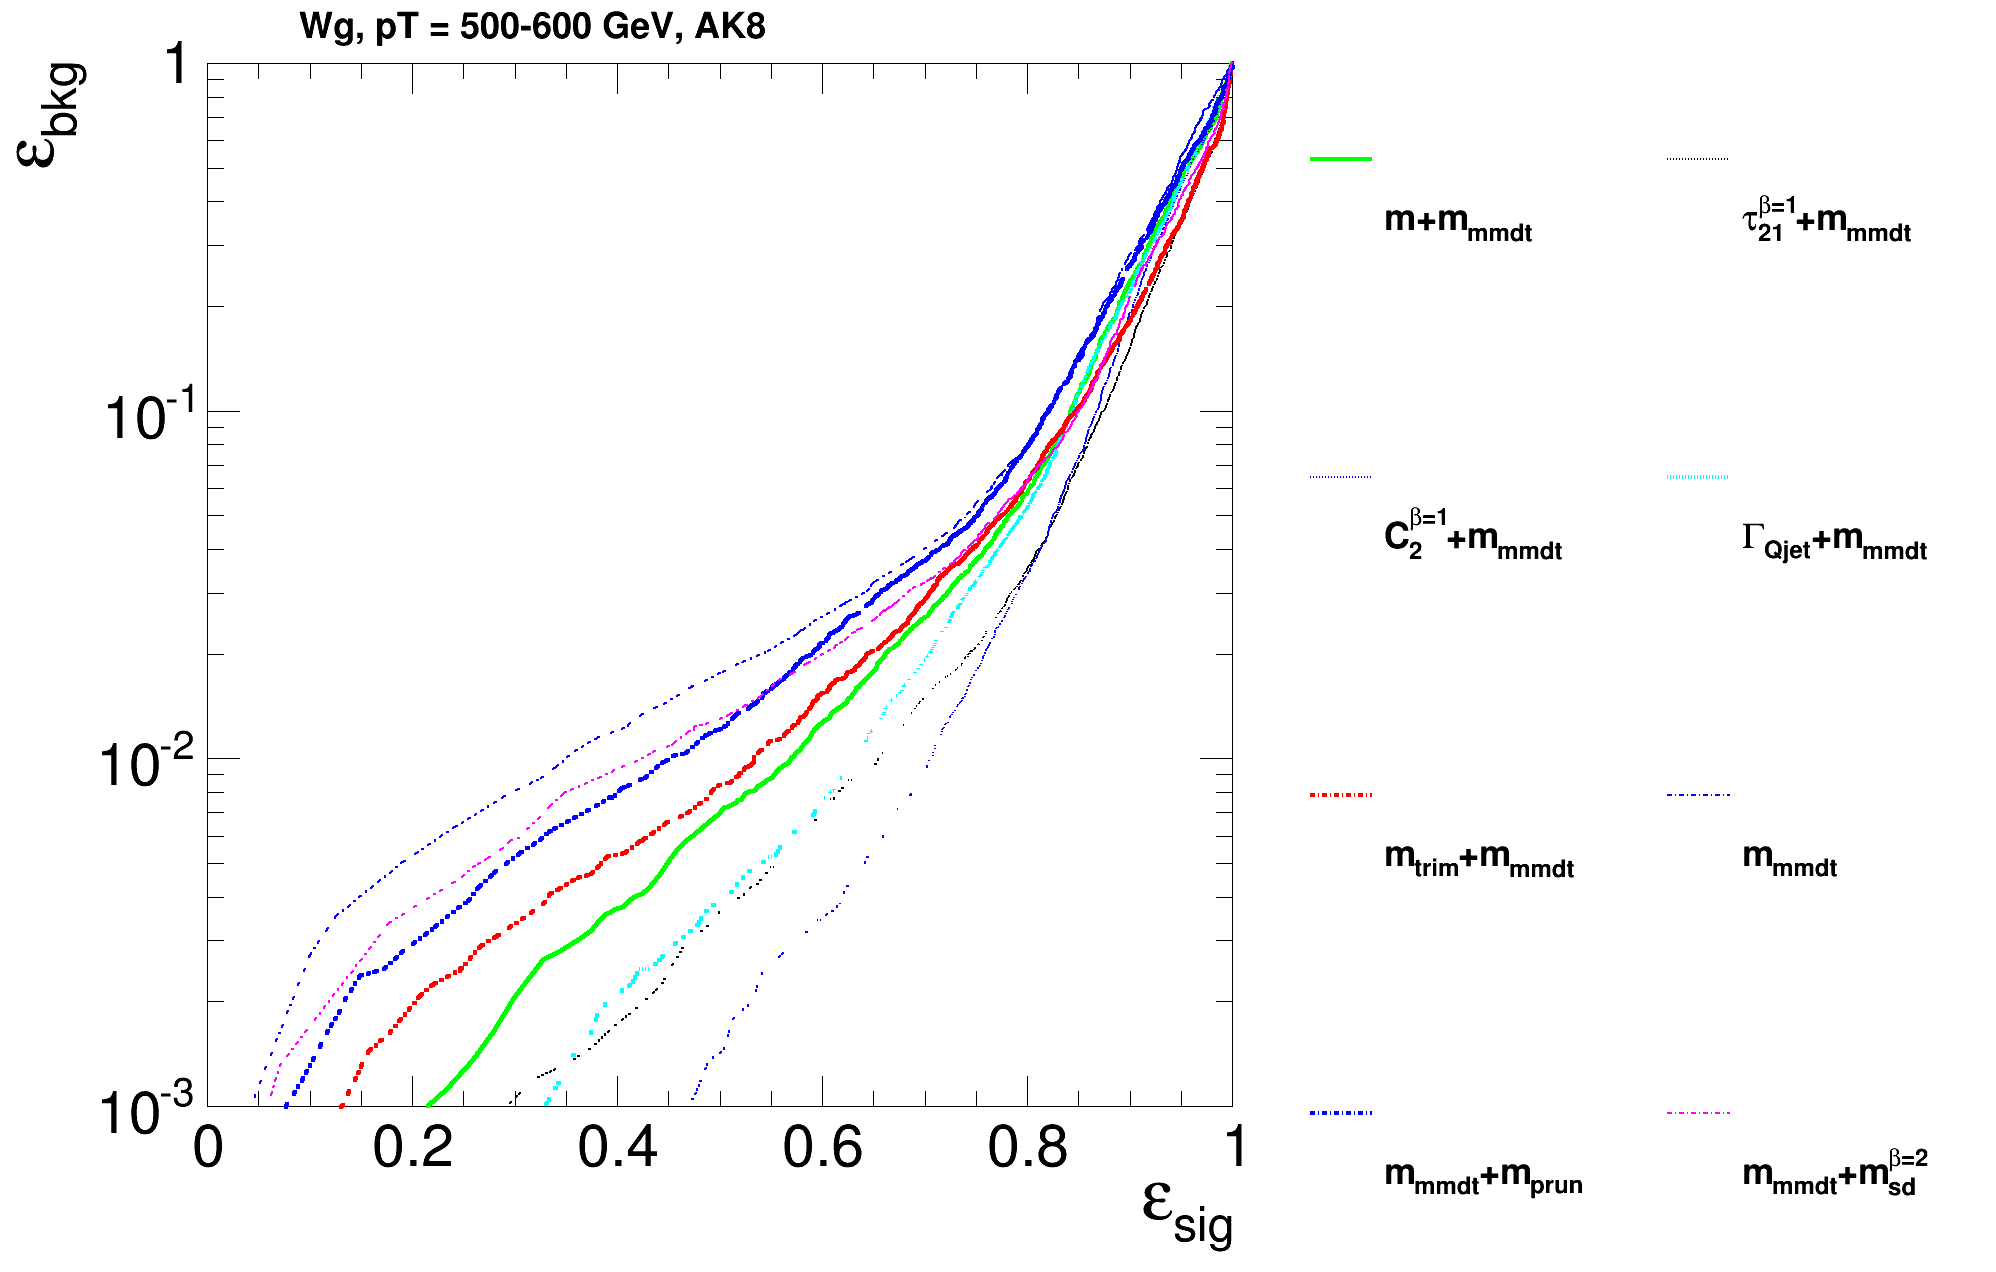 Wg, pT = 500-600 GeV, AK8
ε_bkg
1
10^-1
10^-2
10^-3
0 0.2 0.4 0.6 0.8 1
ε_sig
m+m_mmdt
τ_21^β=1+m_mmdt
C_2^β=1+m_mmdt
Γ_Qjet+m_mmdt
m_trim+m_mmdt
m_mmdt
m_mmdt+m_prun
m_mmdt+m_sd^β=2